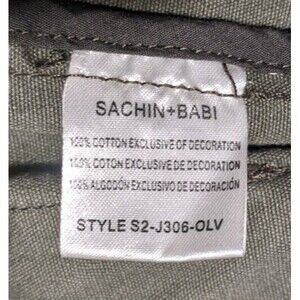 SACHIN+BABI
100% COTTON EXCLUSIVE OF DECORATION
100% COTON EXCLUSIVE DE DECORATION
100% ALGODÓN EXCLUSIVO DE DECORACIÓN
STYLE S2-J306-OLV